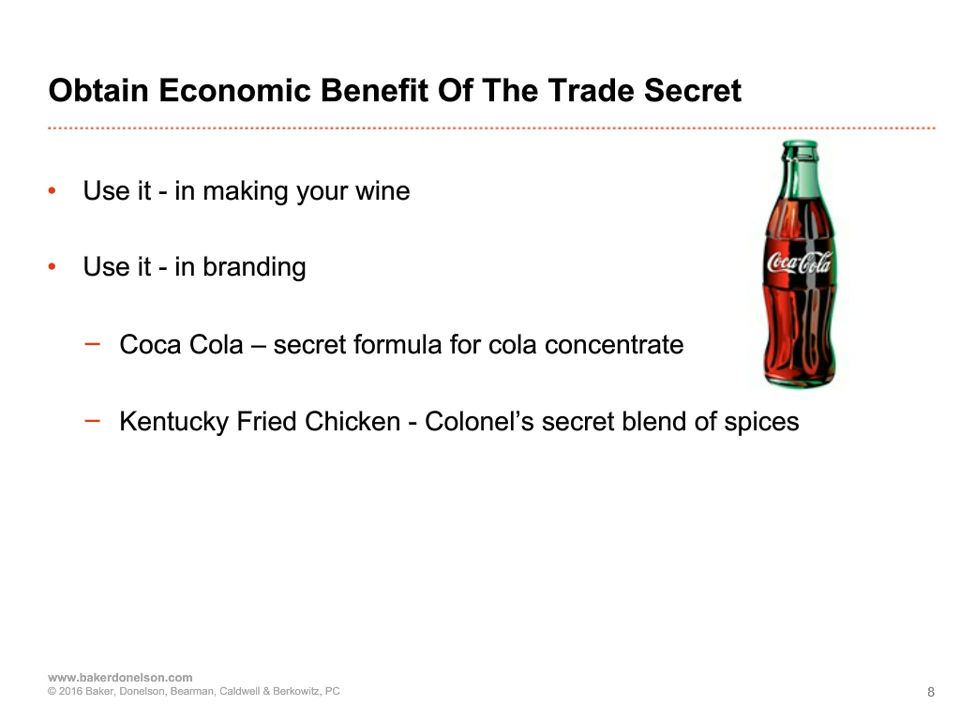 Obtain Economic Benefit Of The Trade Secret
• Use it - in making your wine
• Use it - in branding
– Coca Cola – secret formula for cola concentrate
– Kentucky Fried Chicken - Colonel’s secret blend of spices
Coca-Cola
www.bakerdonelson.com
© 2016 Baker, Donelson, Bearman, Caldwell & Berkowitz, PC
8